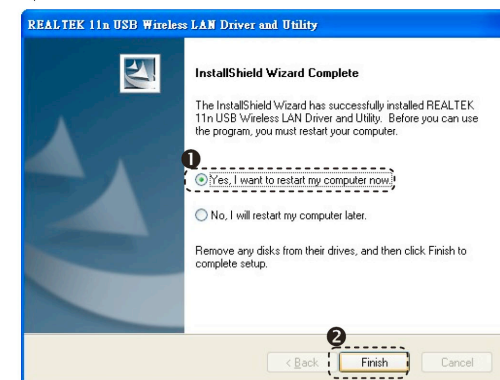 REALTEK 11n USB Wireless LAN Driver and Utility
InstallShield Wizard Complete
The InstallShield Wizard has successfully installed REALTEK
11n USB Wireless LAN Driver and Utility. Before you can use
the program, you must restart your computer.
1
Yes, I want to restart my computer now.
No, I will restart my computer later.
Remove any disks from their drives, and then click Finish to
complete setup.
2
< Back Finish Cancel